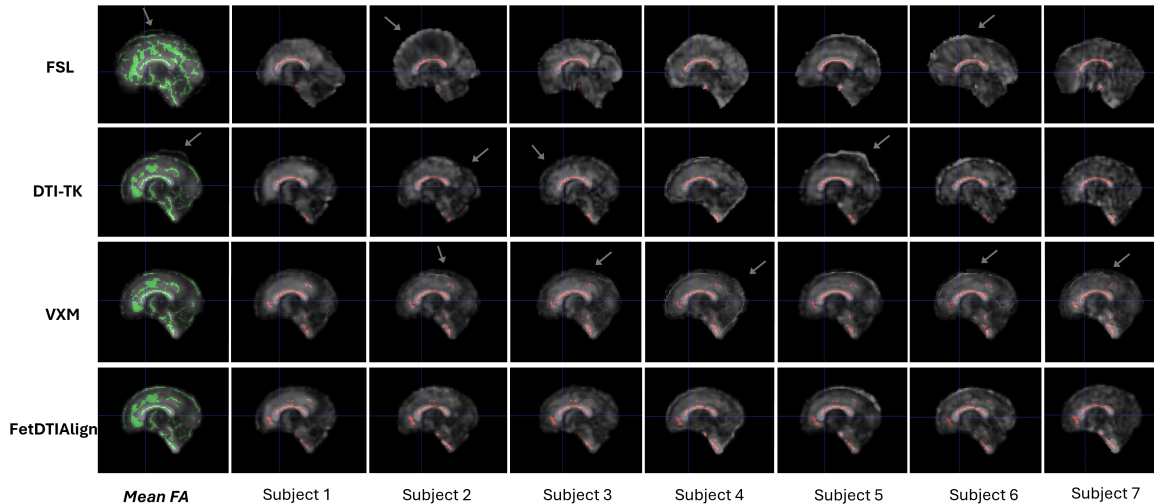 FSL
DTI-TK
VXM
FetDTIAlign
Mean FA
Subject 1
Subject 2
Subject 3
Subject 4
Subject 5
Subject 6
Subject 7